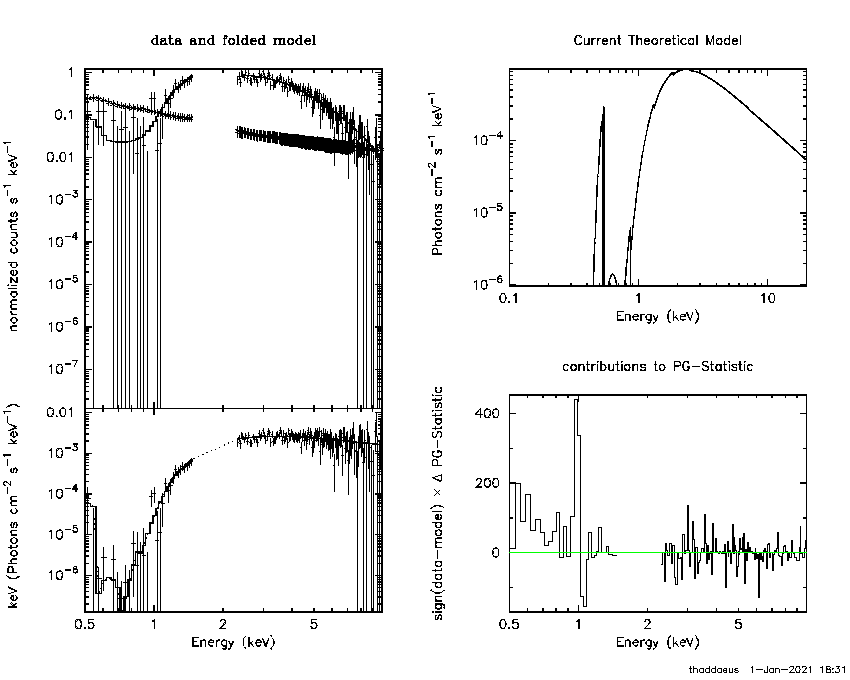 data and folded model
normalized counts s−1 keV−1
1
0.1
0.01
10−3
10−4
10−5
10−6
10−7
keV (Photons cm−2 s−1 keV−1)
0.01
10−3
10−4
10−5
10−6
0.5 1 2 5
Energy (keV)
Current Theoretical Model
Photons cm−2 s−1 keV−1
10−4
10−5
10−6
0.1 1 10
Energy (keV)
contributions to PG−Statistic
sign(data−model) × Δ PG−Statistic
400
200
0
0.5 1 2 5
Energy (keV)
thaddaeus 1−Jan−2021 18:31